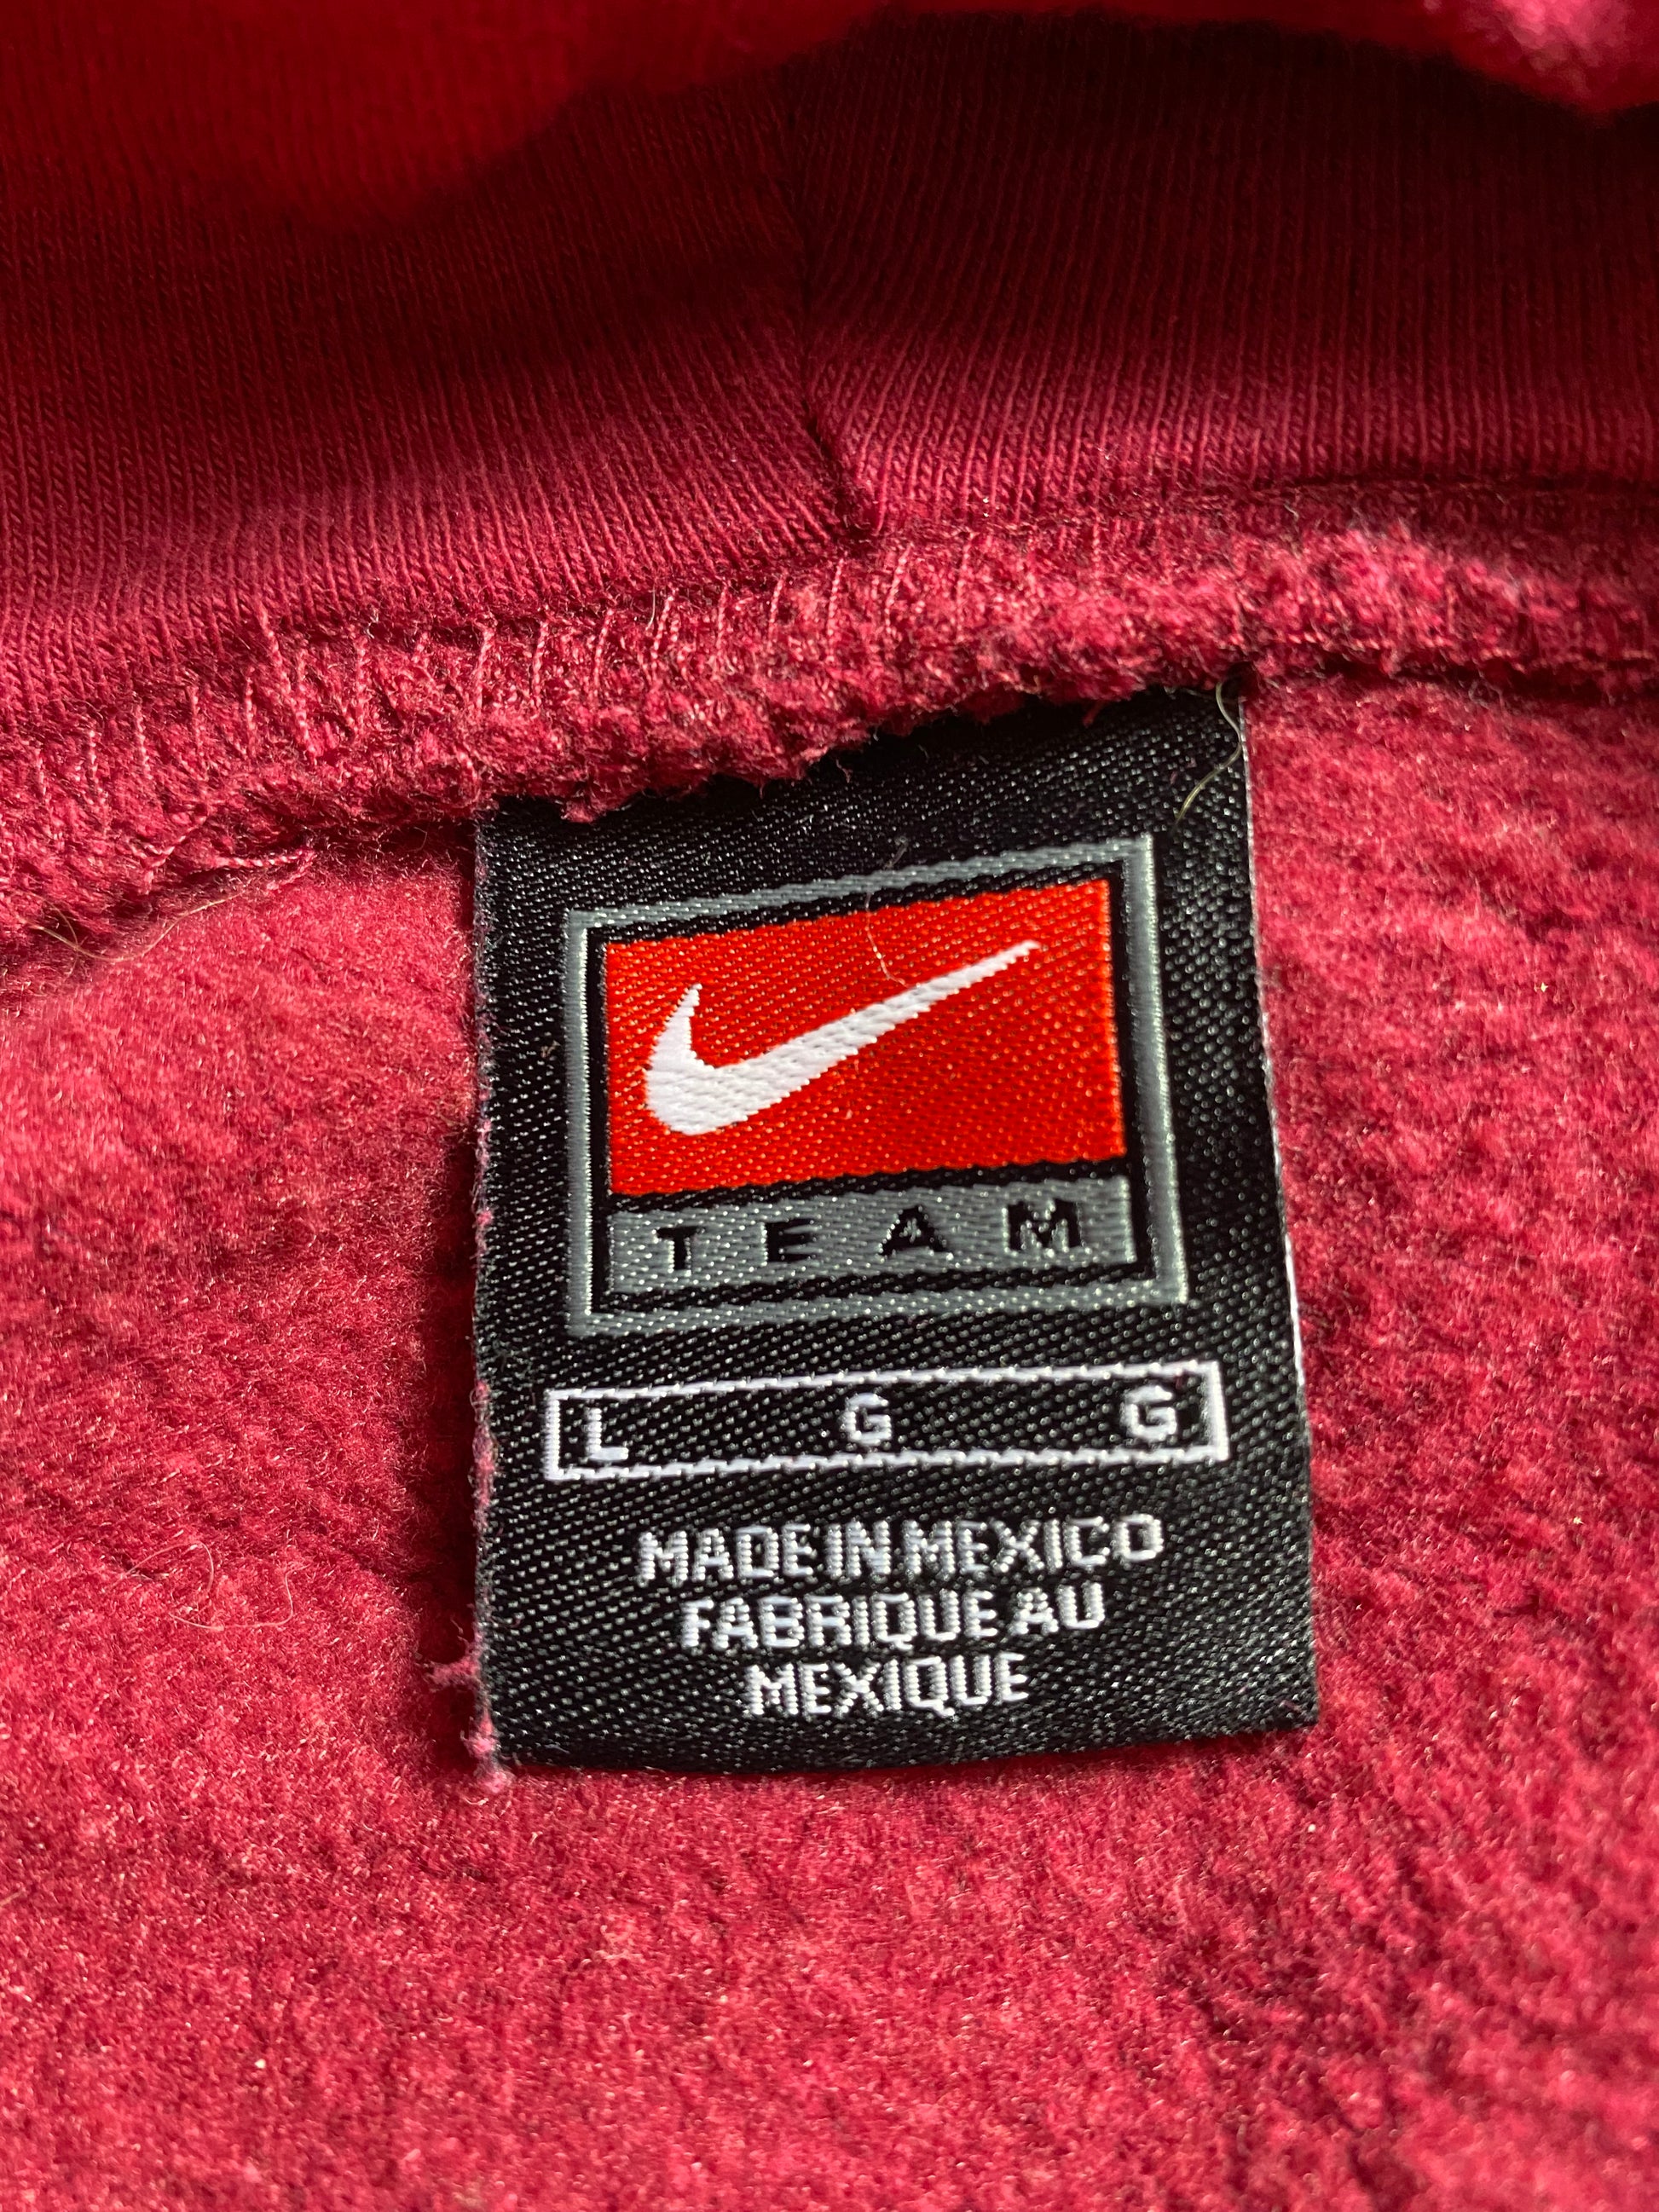 TEAM
L G G
MADE IN MEXICO
FABRIQUE AU
MEXIQUE